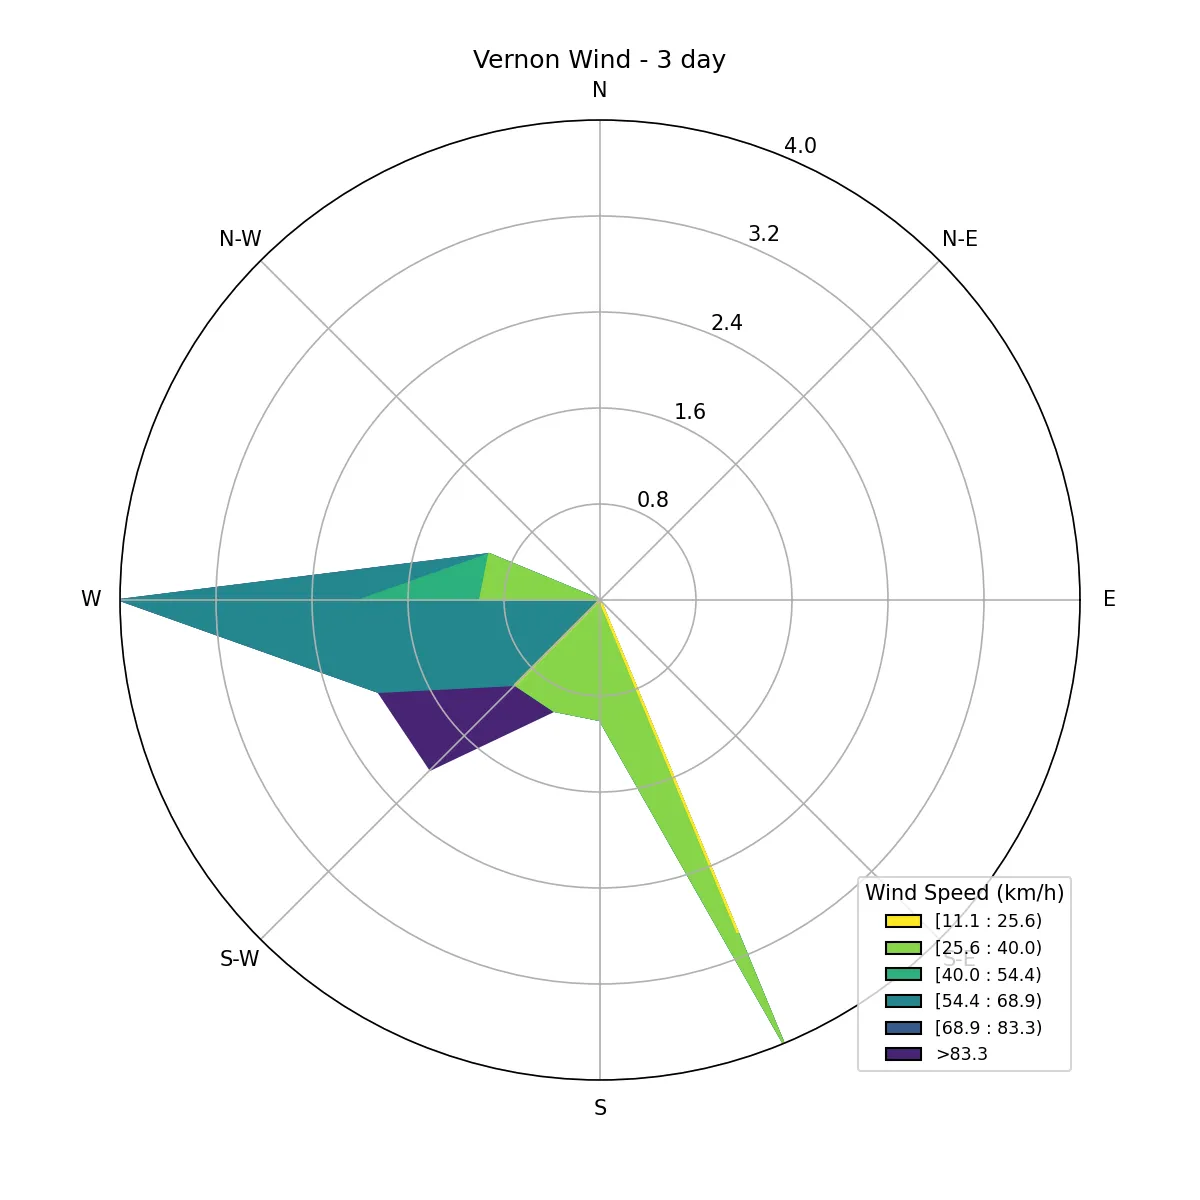 Vernon Wind - 3 day
N
4.0
N-W
3.2
N-E
2.4
1.6
0.8
W
E
Wind Speed (km/h)
[11.1 : 25.6)
[25.6 : 40.0)
S-W
S-E
[40.0 : 54.4)
[54.4 : 68.9)
[68.9 : 83.3)
>83.3
S